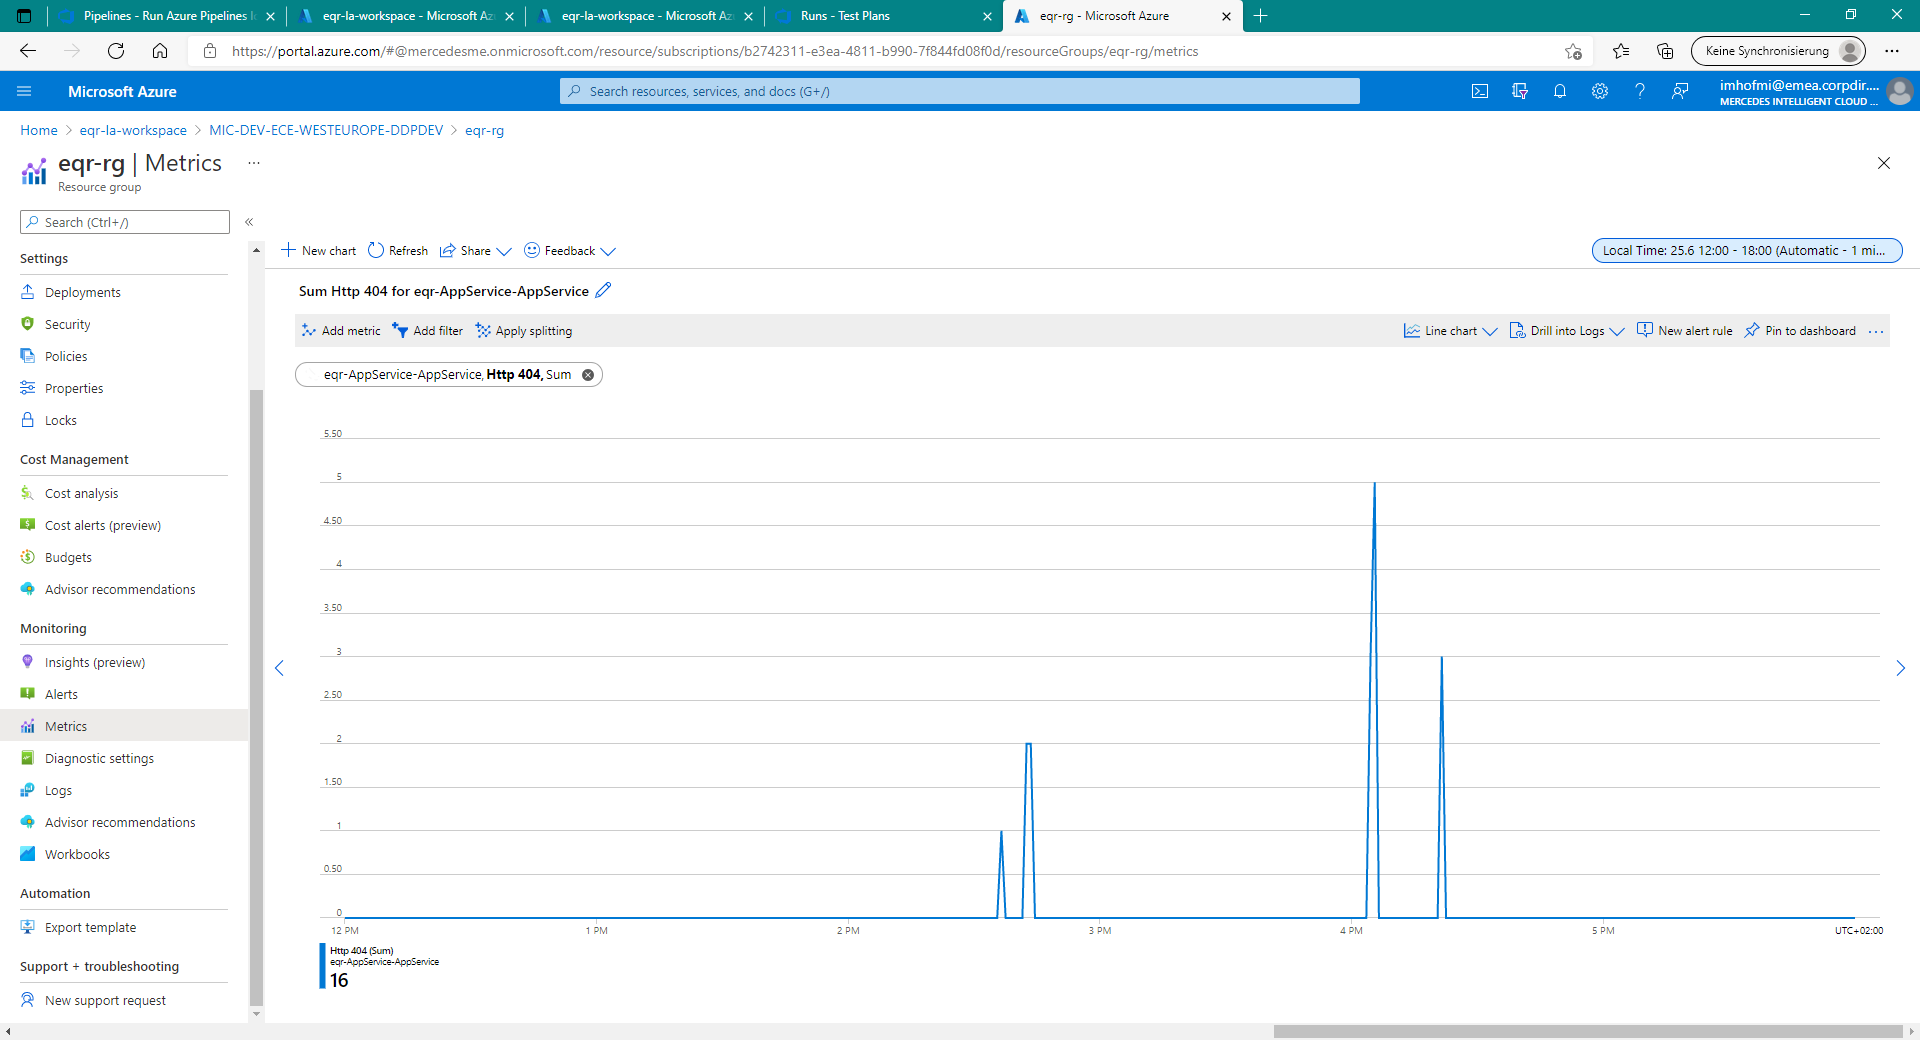 Pipelines - Run Azure Pipelines
eqr-la-workspace - Microsoft Az
eqr-la-workspace - Microsoft Az
Runs - Test Plans
eqr-rg - Microsoft Azure
https://portal.azure.com/#@mercedesme.onmicrosoft.com/resource/subscriptions/b2742311-e3ea-4811-b990-7f844fd08f0d/resourceGroups/eqr-rg/metrics
Keine Synchronisierung
Microsoft Azure
Search resources, services, and docs (G+/)
imhofmi@emea.corpdir....
MERCEDES INTELLIGENT CLOUD ...
Home > eqr-la-workspace > MIC-DEV-ECE-WESTEUROPE-DDPDEV > eqr-rg
eqr-rg | Metrics ...
Resource group
Search (Ctrl+/)
Settings
Deployments
Security
Policies
Properties
Locks
Cost Management
Cost analysis
Cost alerts (preview)
Budgets
Advisor recommendations
Monitoring
Insights (preview)
Alerts
Metrics
Diagnostic settings
Logs
Advisor recommendations
Workbooks
Automation
Export template
Support + troubleshooting
New support request
New chart
Refresh
Share
Feedback
Local Time: 25.6 12:00 - 18:00 (Automatic - 1 mi...
Sum Http 404 for eqr-AppService-AppService
Add metric
Add filter
Apply splitting
Line chart
Drill into Logs
New alert rule
Pin to dashboard
...
eqr-AppService-AppService, Http 404, Sum
5.50
5
4.50
4
3.50
3
2.50
2
1.50
1
0.50
0
12 PM
1 PM
2 PM
3 PM
4 PM
5 PM
UTC+02:00
Http 404 (Sum)
eqr-AppService-AppService
16